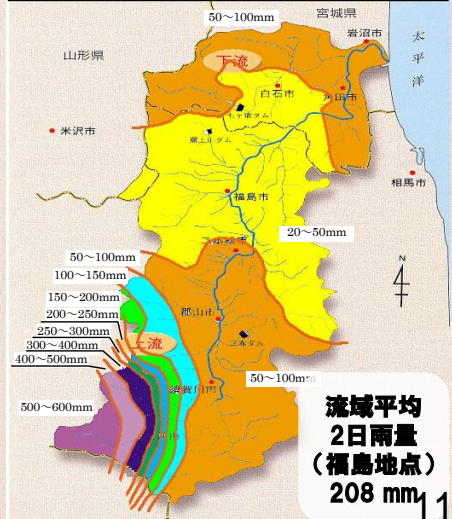 50～100mm
宮城県
岩沼市
太平洋
山形県
下流
白石市
角田市
七ヶ宿ダム
摺上川ダム
米沢市
相馬市
福島市
20～50mm
二本松市
50～100mm
100～150mm
150～200mm
200～250mm
250～300mm
300～400mm
400～500mm
上流
郡山市
三春ダム
N
50～100mm
須賀川市
500～600mm
流域平均
2日雨量
（福島地点）
208 mm
11